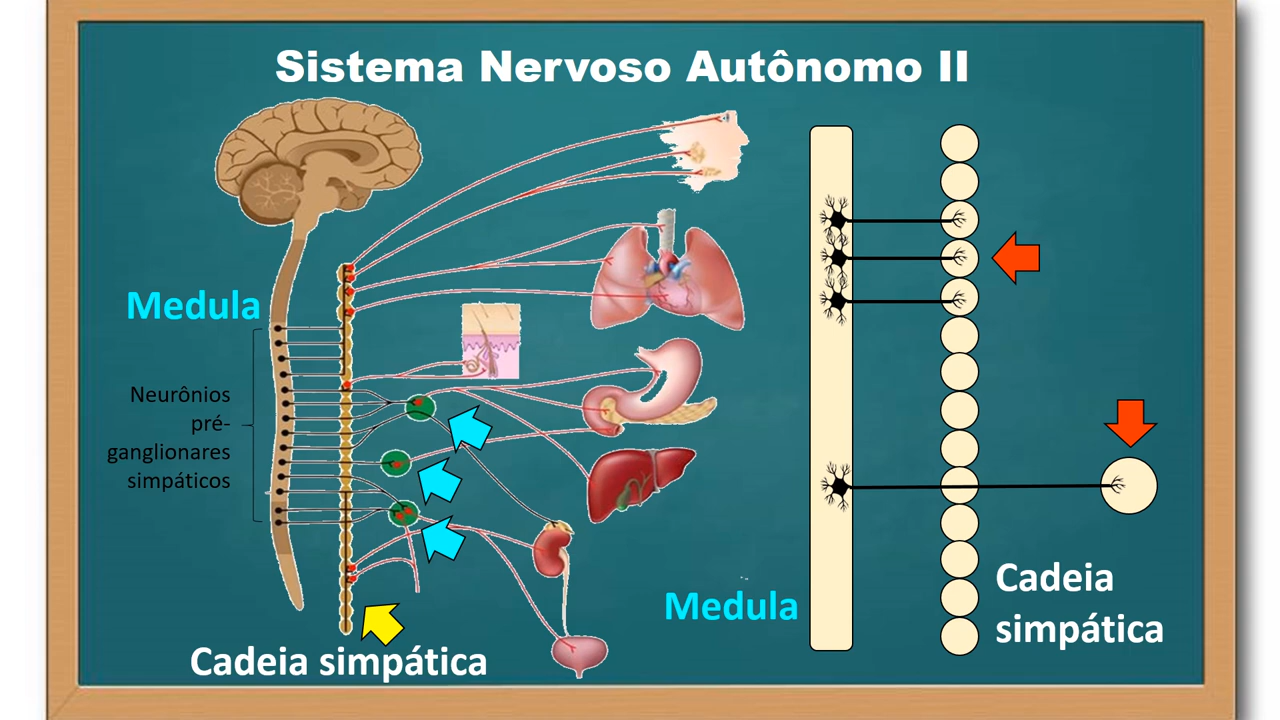 Sistema Nervoso Autônomo II
Medula
Neurônios
pré-
ganglionares
simpáticos
Cadeia simpática
Medula
Cadeia
simpática